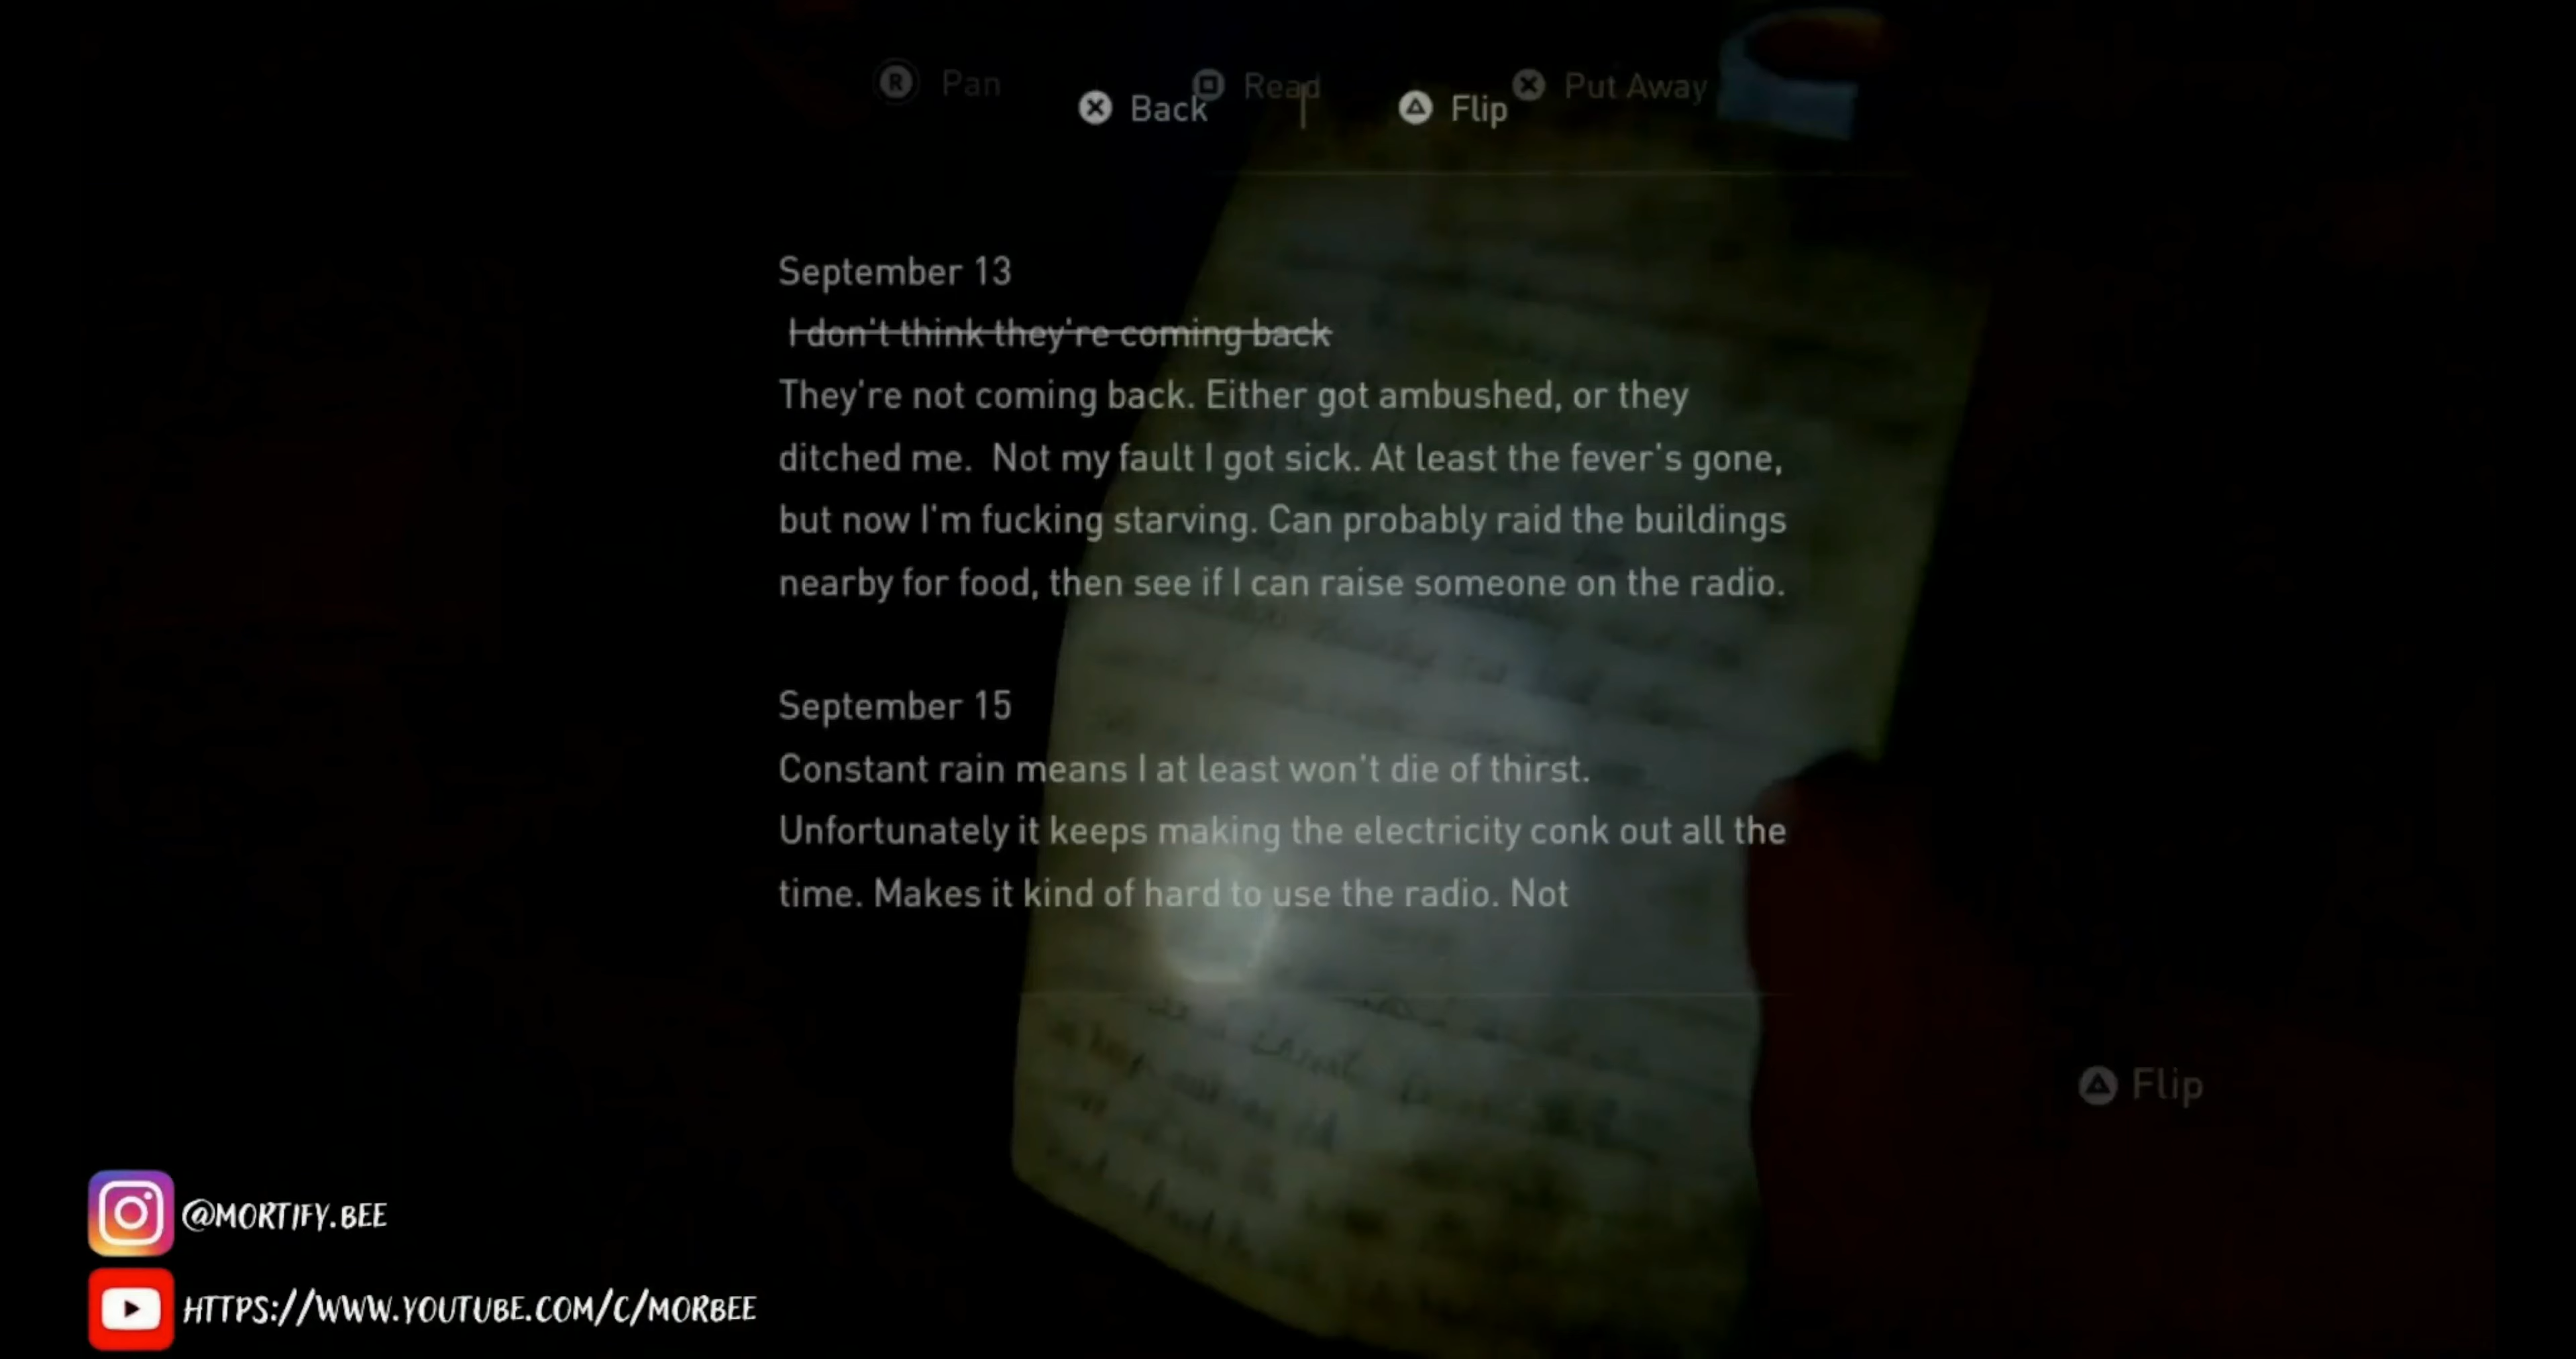 R Pan
Read
Put Away
Back
Flip
September 13
I don't think they're coming back
They're not coming back. Either got ambushed, or they
ditched me.  Not my fault I got sick. At least the fever's gone,
but now I'm fucking starving. Can probably raid the buildings
nearby for food, then see if I can raise someone on the radio.
September 15
Constant rain means I at least won't die of thirst.
Unfortunately it keeps making the electricity conk out all the
time. Makes it kind of hard to use the radio. Not
Flip
@MORTIFY.BEE
HTTPS://WWW.YOUTUBE.COM/C/MORBEE